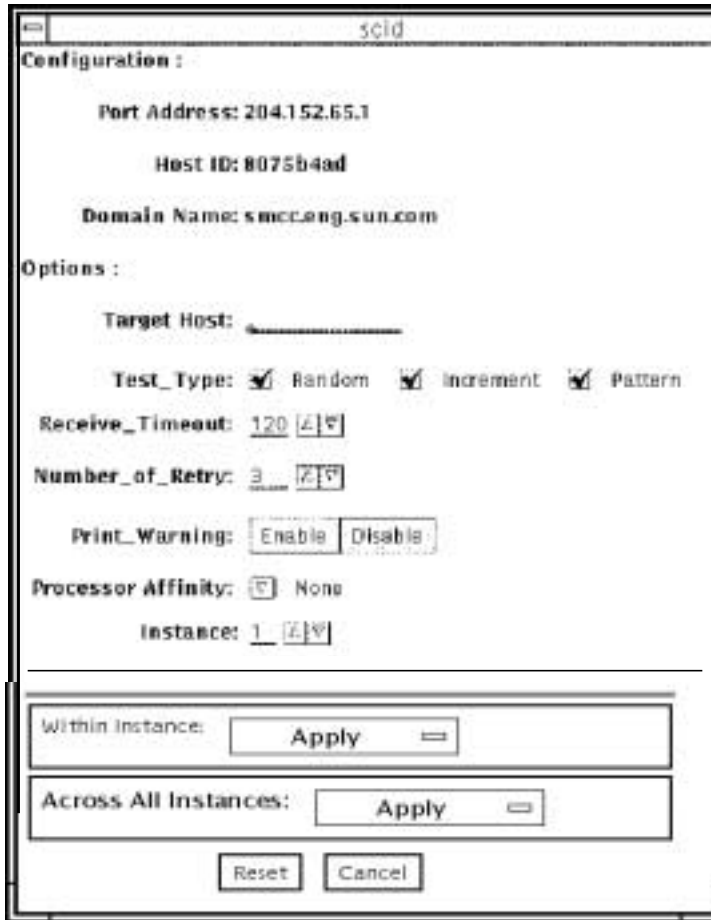 scid
Configuration :
Port Address: 204.152.65.1
Host ID: 8075b4ad
Domain Name: smcc.eng.sun.com
Options :
Target Host:
Test_Type: Random Increment Pattern
Receive_Timeout: 120
Number_of_Retry: 3
Print_Warning: Enable Disable
Processor Affinity: None
Instance: 1
Within Instance: Apply
Across All Instances: Apply
Reset Cancel